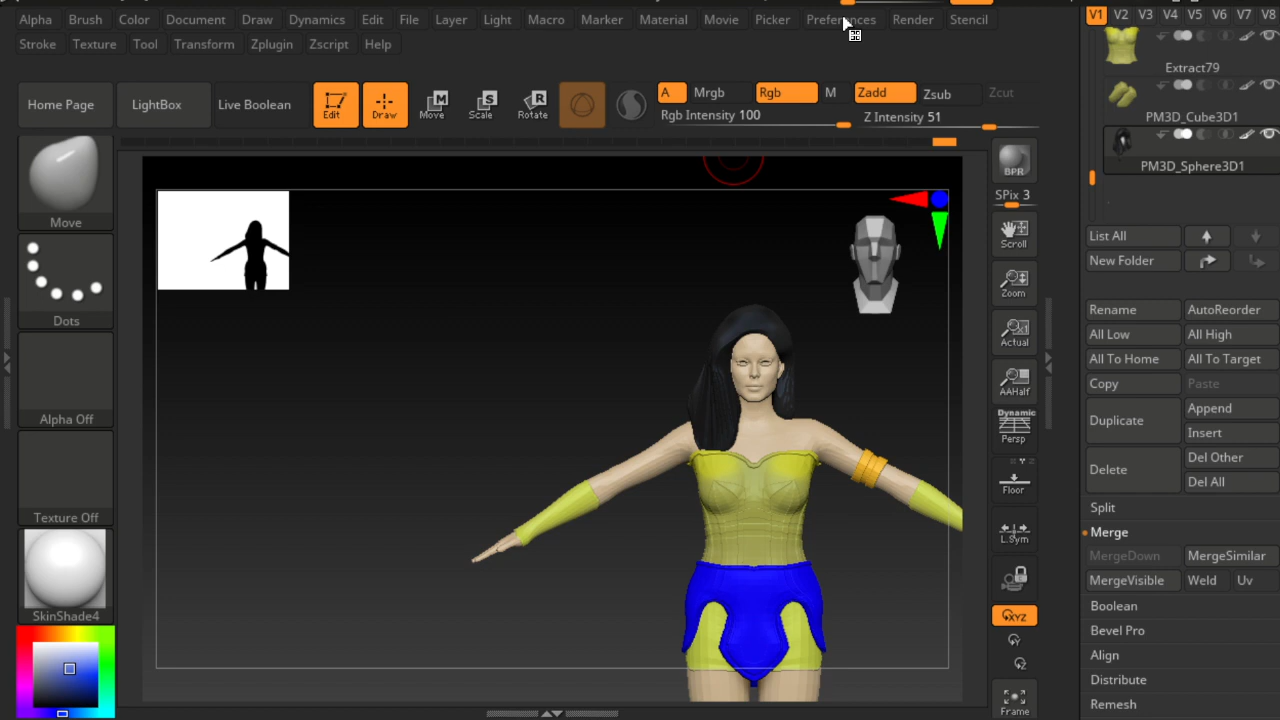 Alpha Brush Color Document Draw Dynamics Edit File Layer Light Macro Marker Material Movie Picker Preferences Render Stencil
Stroke Texture Tool Transform Zplugin Zscript Help
Home Page LightBox Live Boolean Edit Draw Move Scale Rotate
A Mrgb Rgb M Zadd Zsub Zcut
Rgb Intensity 100 Z Intensity 51
Move
Dots
Alpha Off
Texture Off
SkinShade4
BPR
SPix 3
Scroll
Zoom
Actual
AAHalf
Dynamic
Persp
Floor
L.Sym
XYZ
Y
Z
Frame
V1 V2 V3 V4 V5 V6 V7 V8
Extract79
PM3D_Cube3D1
PM3D_Sphere3D1
List All
New Folder
Rename AutoReorder
All Low All High
All To Home All To Target
Copy Paste
Duplicate Append
Insert
Delete Del Other
Del All
Split
Merge
MergeDown MergeSimilar
MergeVisible Weld Uv
Boolean
Bevel Pro
Align
Distribute
Remesh